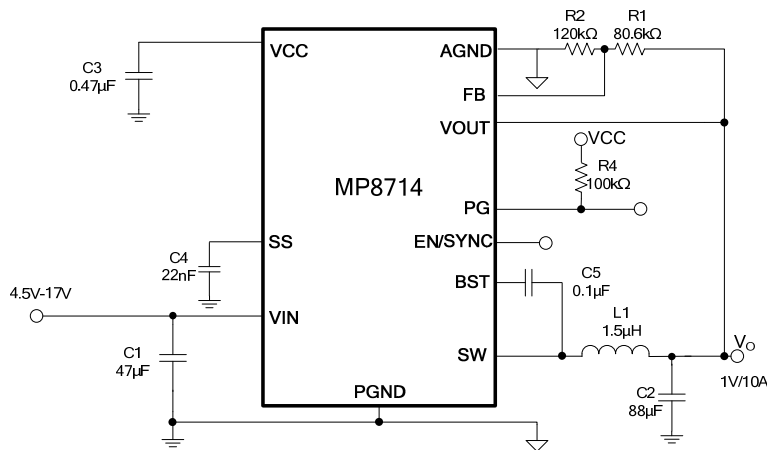 R2
120kΩ
R1
80.6kΩ
VCC
AGND
C3
0.47µF
FB
VOUT
VCC
R4
100kΩ
MP8714
PG
SS
EN/SYNC
C4
22nF
BST
C5
0.1µF
4.5V-17V
VIN
L1
1.5µH
C1
47µF
SW
VO
1V/10A
PGND
C2
88µF